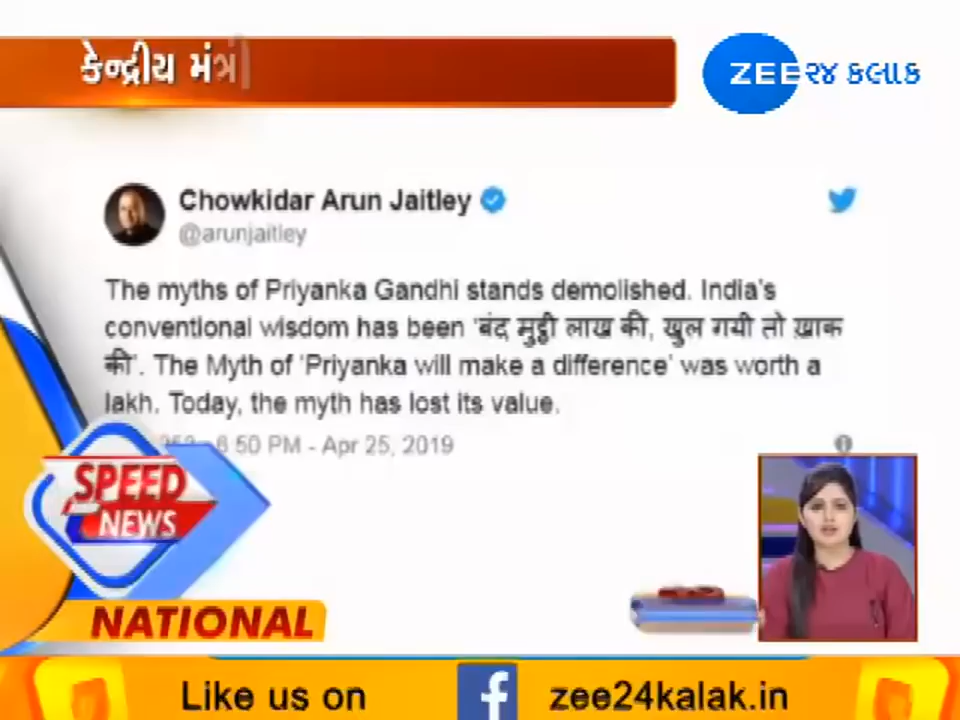 કેન્દ્રીય મંત્રી
ZEE ૨૪ કલાક
Chowkidar Arun Jaitley
@arunjaitley
The myths of Priyanka Gandhi stands demolished. India's
conventional wisdom has been 'बंद मुट्ठी लाख की, खुल गयी तो ख़ाक
की'. The Myth of 'Priyanka will make a difference' was worth a
lakh. Today, the myth has lost its value.
6:50 PM - Apr 25, 2019
SPEED
NEWS
NATIONAL
Like us on
f
zee24kalak.in